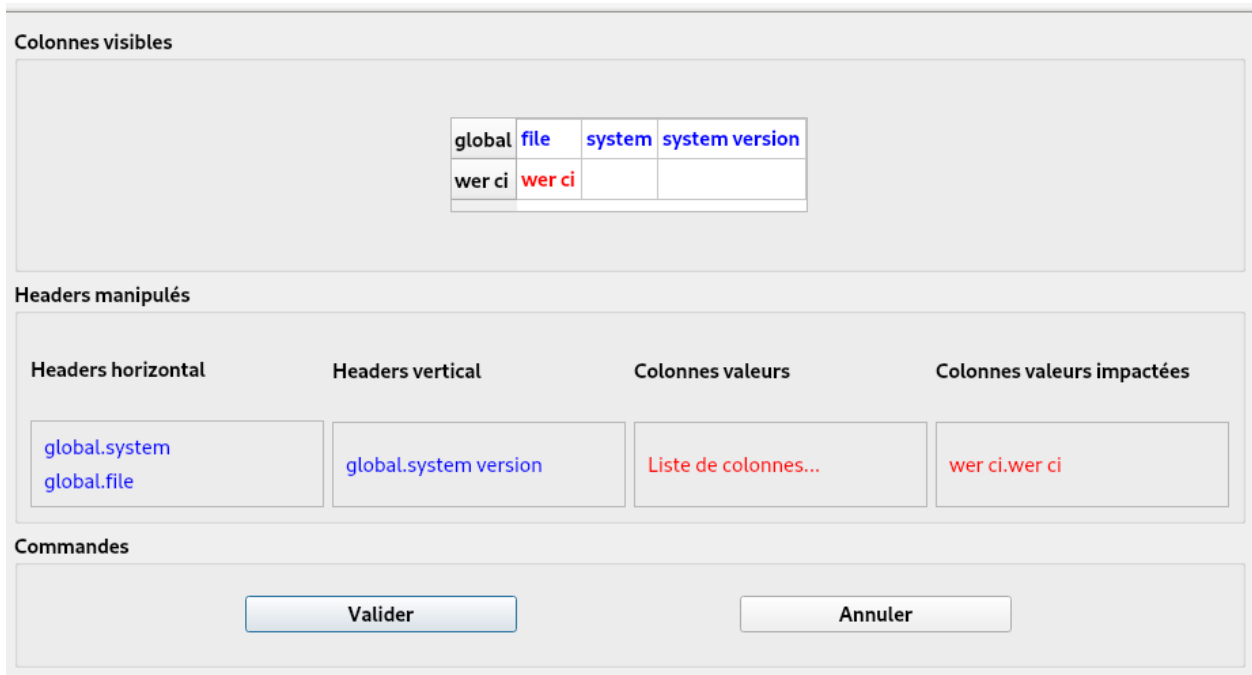 Colonnes visibles
global file system system version
wer ci wer ci
Headers manipulés
Headers horizontal Headers vertical Colonnes valeurs Colonnes valeurs impactées
global.system
global.file
global.system version
Liste de colonnes...
wer ci.wer ci
Commandes
Valider Annuler